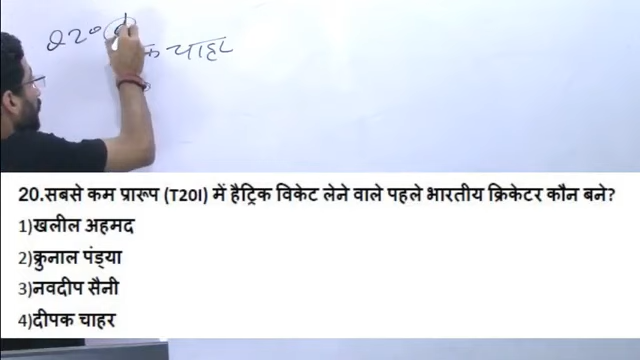 चाहर
20.सबसे कम प्रारूप (T20I) में हैट्रिक विकेट लेने वाले पहले भारतीय क्रिकेटर कौन बने?
1)खलील अहमद
2)क्रुनाल पंड्या
3)नवदीप सैनी
4)दीपक चाहर